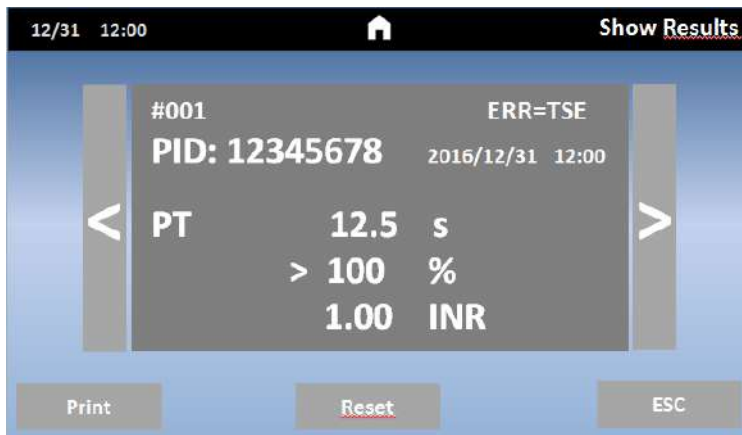 12/31 12:00 Show Results
#001 ERR=TSE
PID: 12345678 2016/12/31 12:00
< PT 12.5 s >
> 100 %
1.00 INR
Print Reset ESC